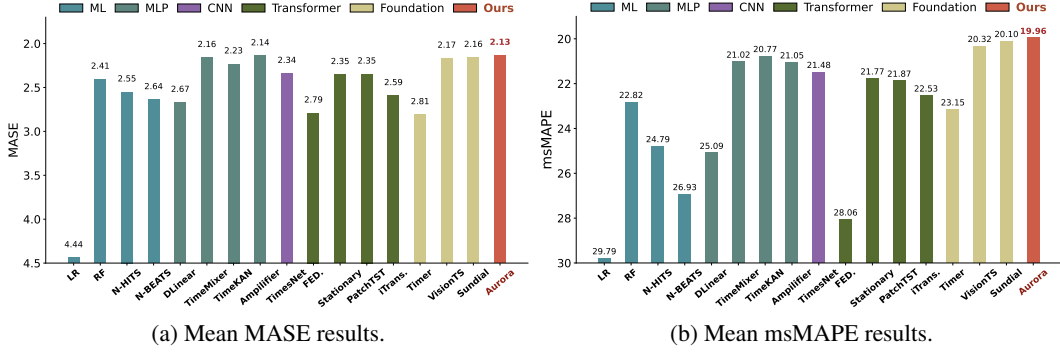 ML MLP CNN Transformer Foundation Ours
MASE
2.0
2.5
3.0
3.5
4.0
4.5
4.44 2.41 2.55 2.64 2.67 2.16 2.23 2.14 2.34 2.79 2.35 2.35 2.59 2.81 2.17 2.16 2.13
LR RF N-HITS N-BEATS DLinear TimeMixer TimeKAN Ampilifier TimesNet FED. Stationary PatchTST iTrans. Timer VisionTS Sundial Aurora
(a) Mean MASE results.
ML MLP CNN Transformer Foundation Ours
msMAPE
20
22
24
26
28
30
29.79 22.82 24.79 26.93 25.09 21.02 20.77 21.05 21.48 28.06 21.77 21.87 22.53 23.15 20.32 20.10 19.96
LR RF N-HITS N-BEATS DLinear TimeMixer TimeKAN Ampilifier TimesNet FED. Stationary PatchTST iTrans. Timer VisionTS Sundial Aurora
(b) Mean msMAPE results.